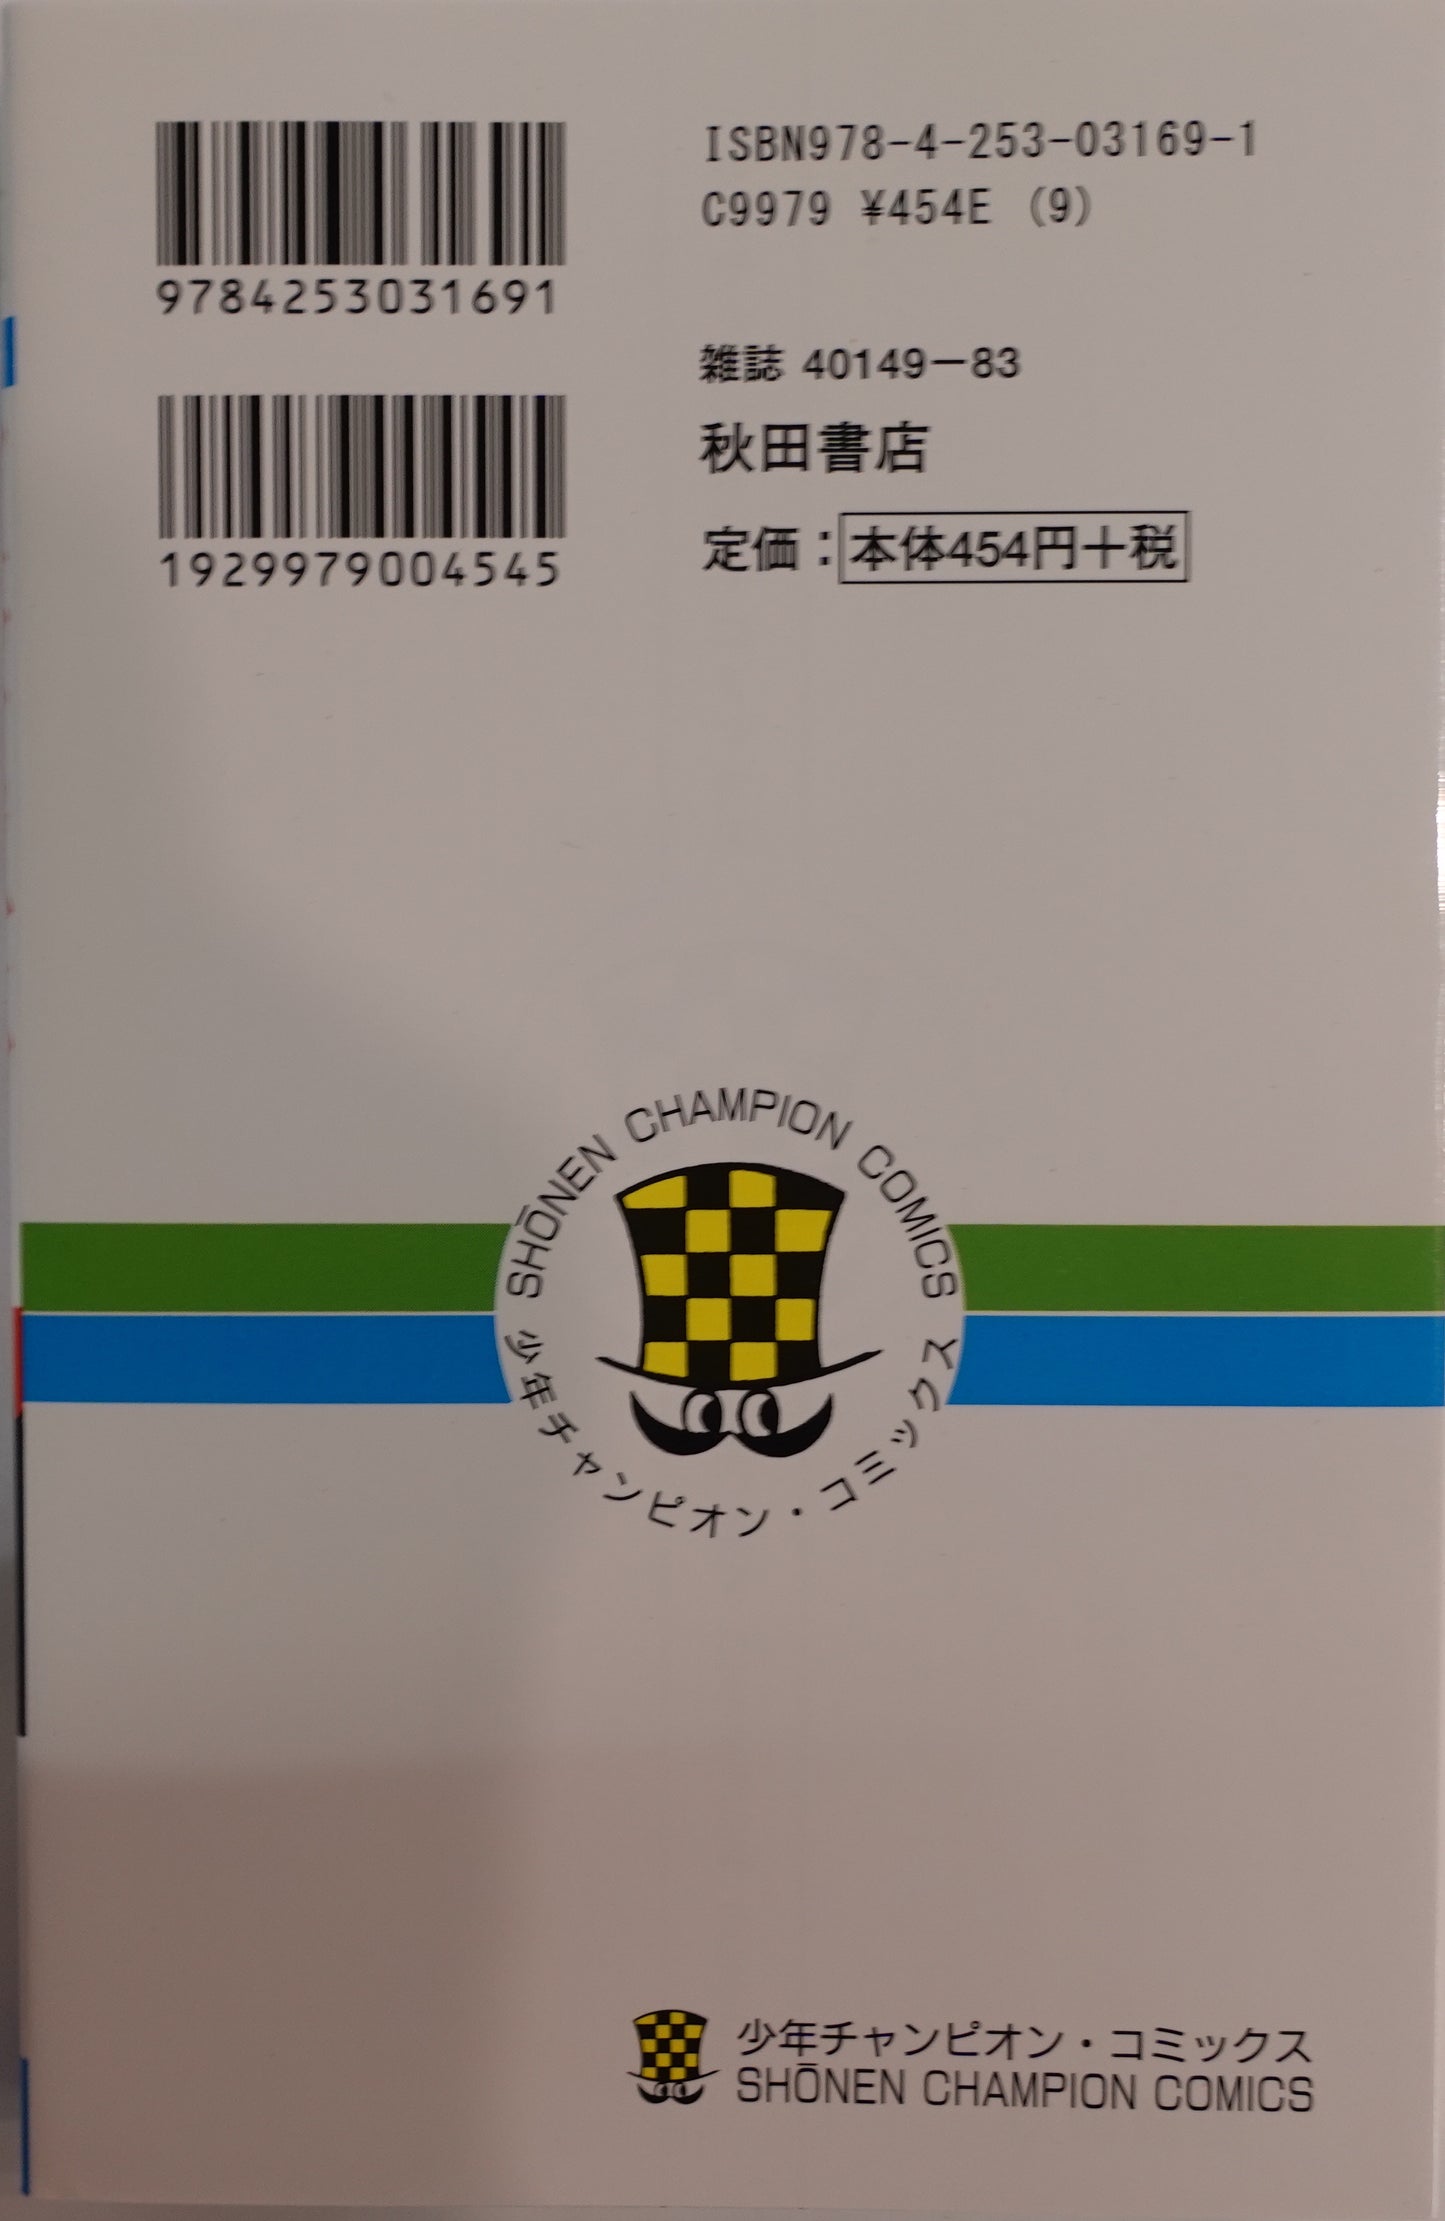 ISBN978-4-253-03169-1
C9979 ¥454E (9)
9784253031691
雑誌 40149-83
秋田書店
定価：本体454円＋税
1929979004545
SHŌNEN CHAMPION COMICS
少年チャンピオン・コミックス
少年チャンピオン・コミックス
SHŌNEN CHAMPION COMICS